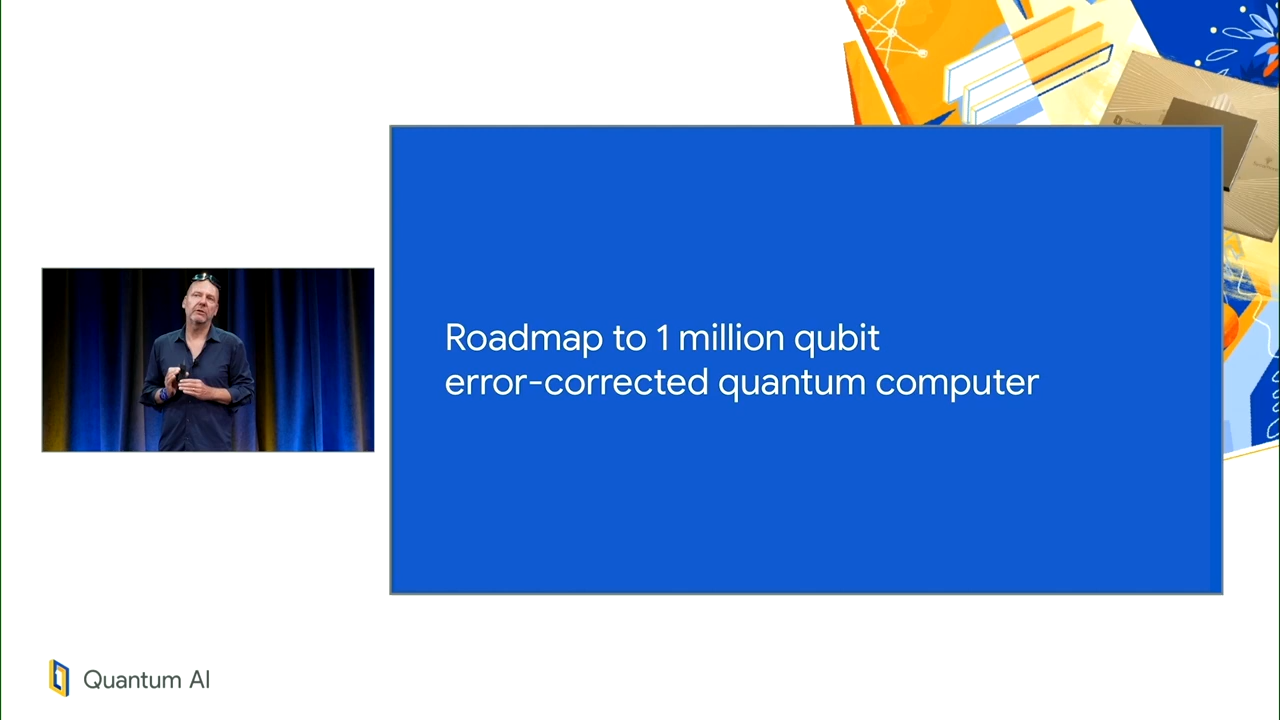 Roadmap to 1 million qubit
error-corrected quantum computer
Quantum AI